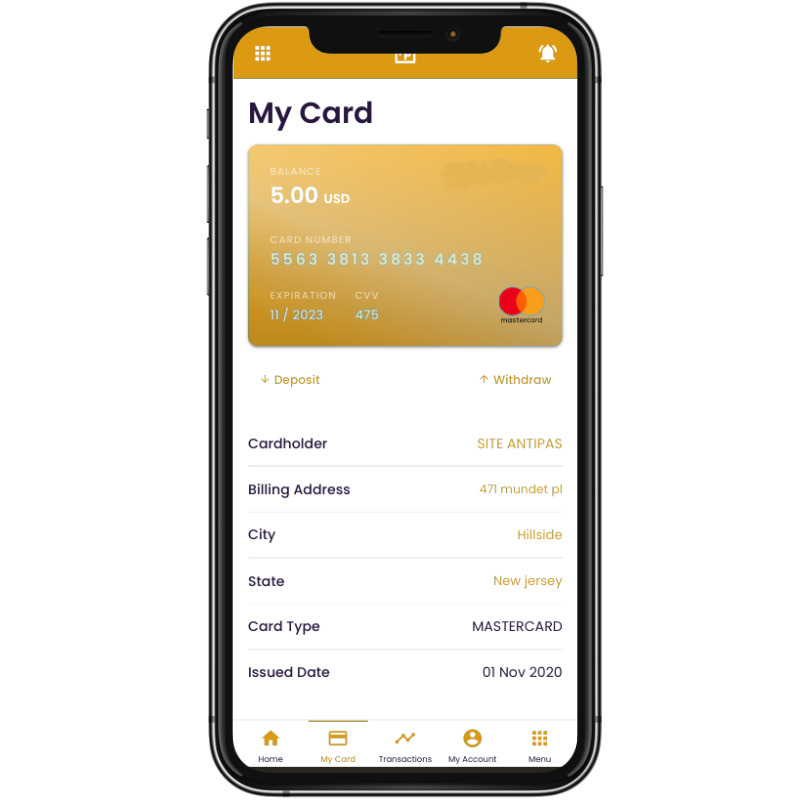 My Card
BALANCE
5.00 USD
CARD NUMBER
5563 3813 3833 4438
EXPIRATION CVV
11 / 2023 475
mastercard
Deposit Withdraw
Cardholder SITE ANTIPAS
Billing Address 471 mundet pl
City Hillside
State New jersey
Card Type MASTERCARD
Issued Date 01 Nov 2020
Home My Card Transactions My Account Menu